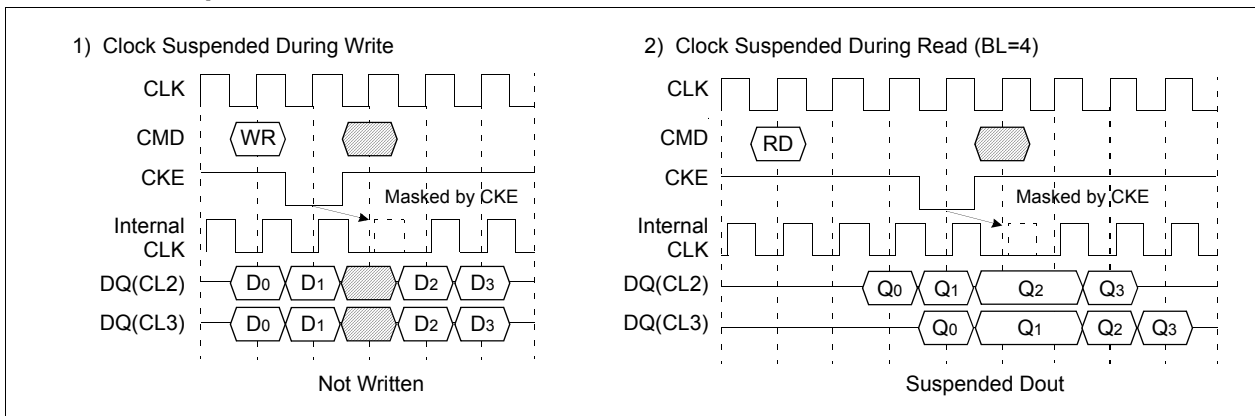 1) Clock Suspended During Write
CLK
CMD
WR
CKE
Masked by CKE
Internal
CLK
DQ(CL2)
D0 D1 D2 D3
DQ(CL3)
D0 D1 D2 D3
Not Written
2) Clock Suspended During Read (BL=4)
CLK
CMD
RD
CKE
Masked by CKE
Internal
CLK
DQ(CL2)
Q0 Q1 Q2 Q3
DQ(CL3)
Q0 Q1 Q2 Q3
Suspended Dout